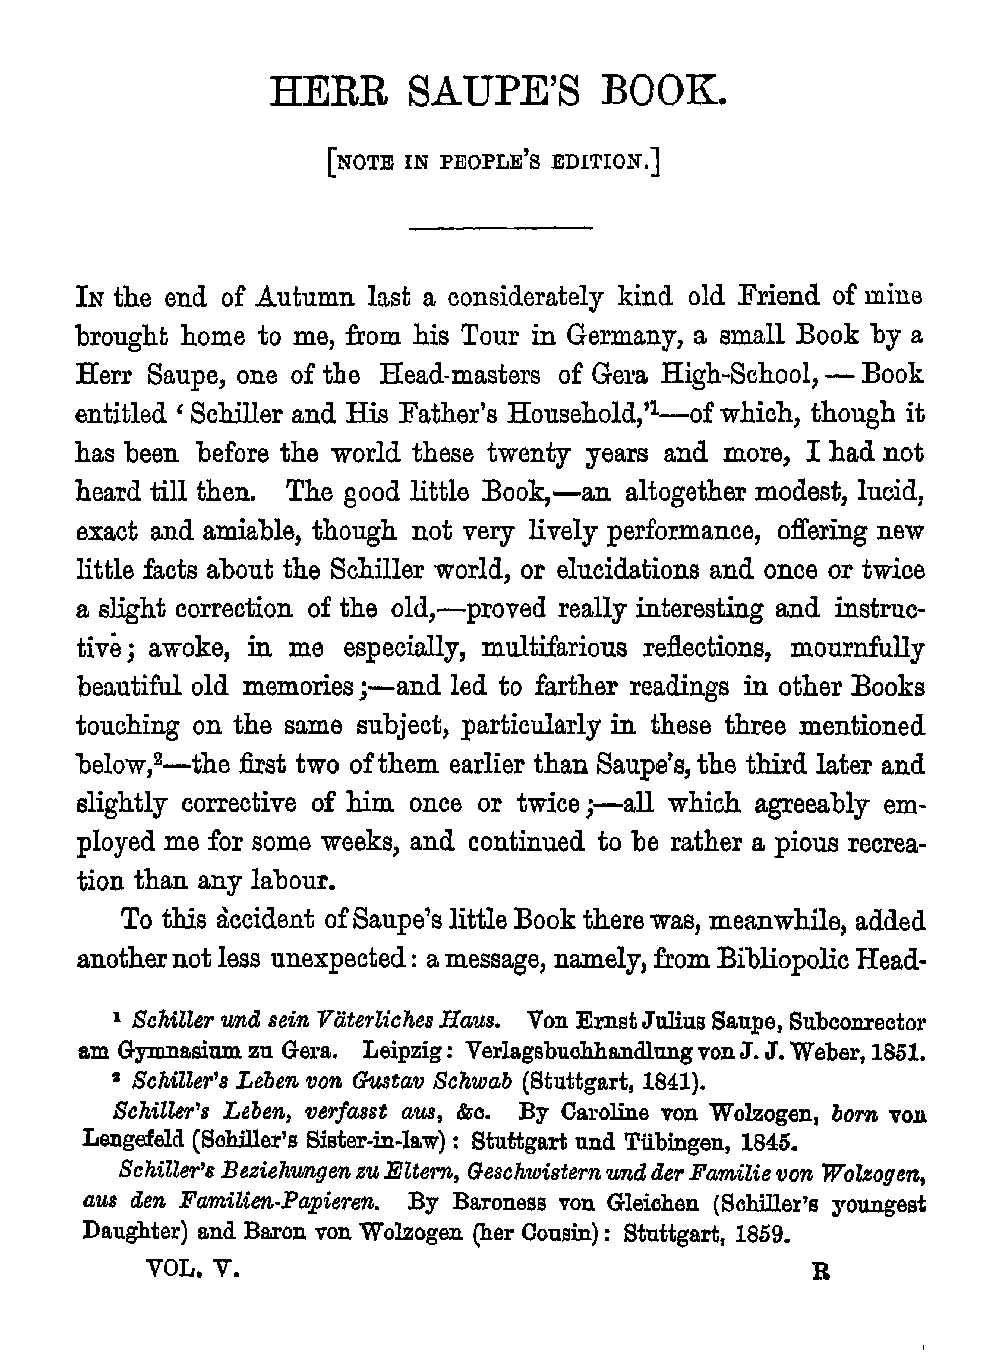 HERR SAUPE'S BOOK.
[NOTE IN PEOPLE'S EDITION.]
IN the end of Autumn last a considerately kind old Friend of mine
brought home to me, from his Tour in Germany, a small Book by a
Herr Saupe, one of the Head-masters of Gera High-School,—Book
entitled ‘Schiller and His Father's Household,’¹—of which, though it
has been before the world these twenty years and more, I had not
heard till then. The good little Book,—an altogether modest, lucid,
exact and amiable, though not very lively performance, offering new
little facts about the Schiller world, or elucidations and once or twice
a slight correction of the old,—proved really interesting and instruc-
tive; awoke, in me especially, multifarious reflections, mournfully
beautiful old memories;—and led to farther readings in other Books
touching on the same subject, particularly in these three mentioned
below,²—the first two of them earlier than Saupe's, the third later and
slightly corrective of him once or twice;—all which agreeably em-
ployed me for some weeks, and continued to be rather a pious recrea-
tion than any labour.
To this accident of Saupe's little Book there was, meanwhile, added
another not less unexpected: a message, namely, from Bibliopolic Head-
¹ Schiller und sein Väterliches Haus. Von Ernst Julius Saupe, Subconrector
am Gymnasium zu Gera. Leipzig: Verlagsbuchhandlung von J. J. Weber, 1851.
² Schiller's Leben von Gustav Schwab (Stuttgart, 1841).
Schiller's Leben, verfasst aus, &c. By Caroline von Wolzogen, born von
Lengefeld (Schiller's Sister-in-law): Stuttgart und Tübingen, 1845.
Schiller's Beziehungen zu Eltern, Geschwistern und der Familie von Wolzogen,
aus den Familien-Papieren. By Baroness von Gleichen (Schiller's youngest
Daughter) and Baron von Wolzogen (her Cousin): Stuttgart, 1859.
VOL. V. R